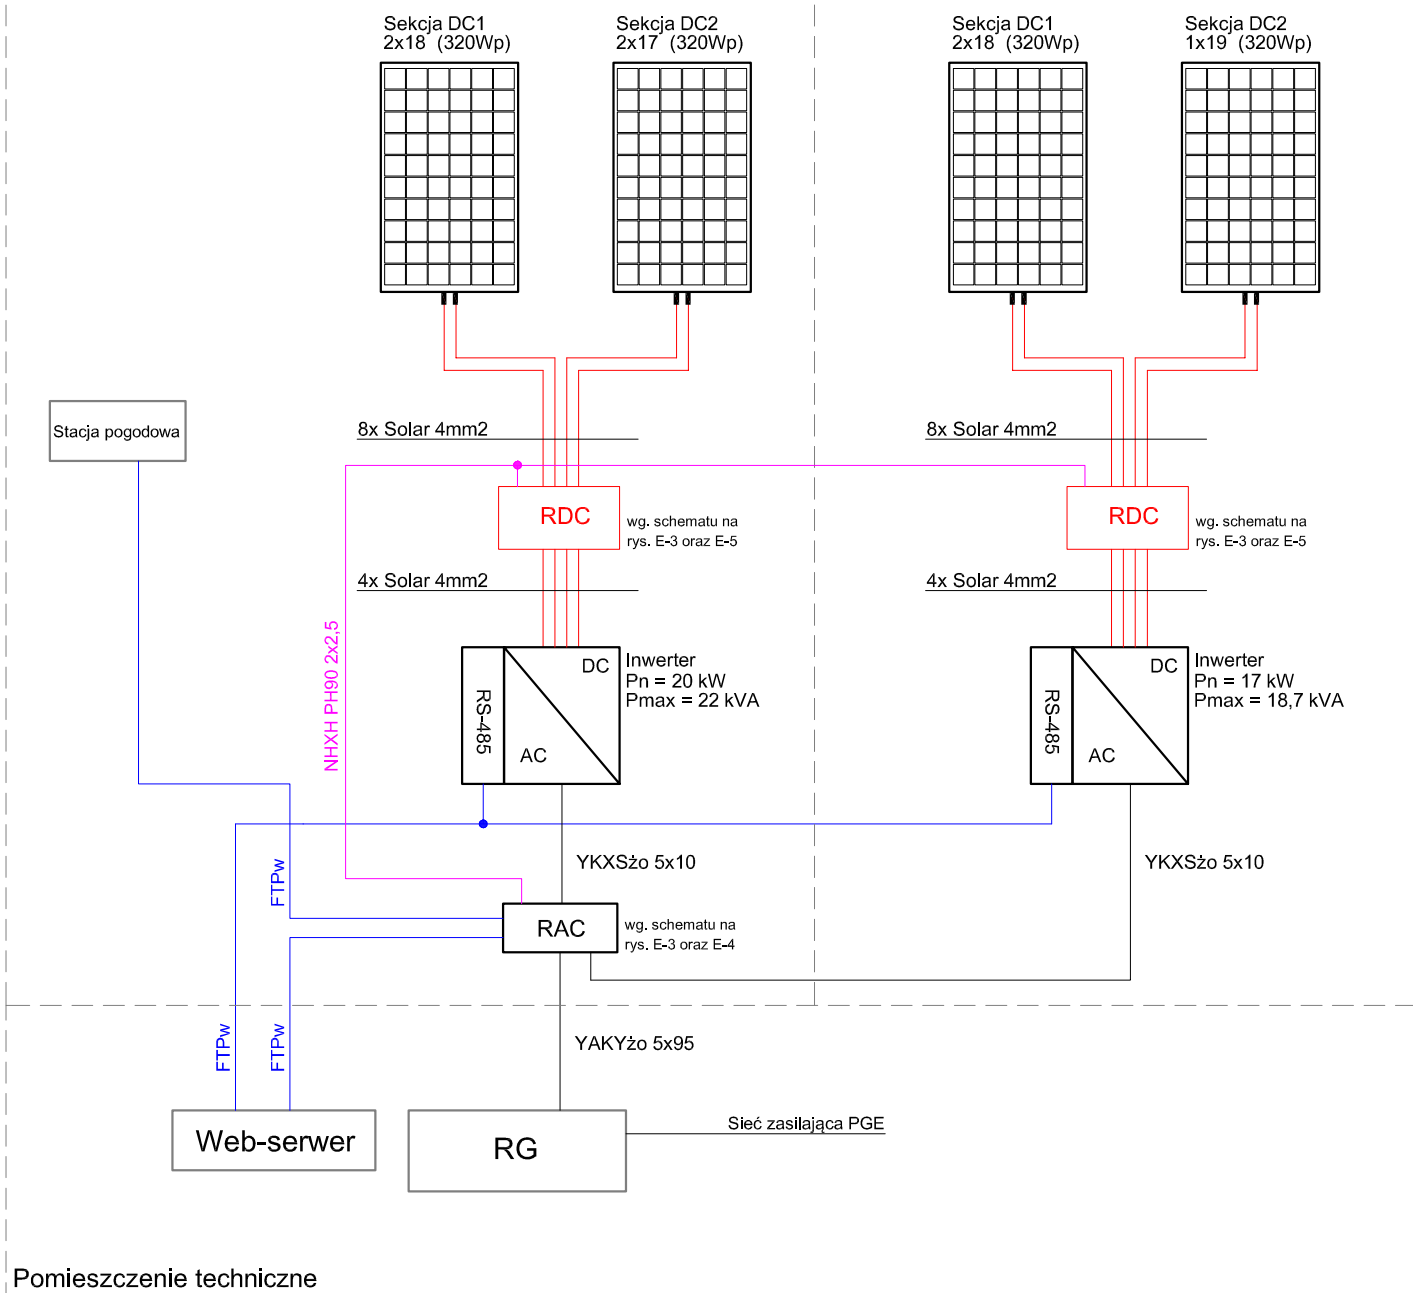 Sekcja DC1
2x18 (320Wp)
Sekcja DC2
2x17 (320Wp)
Sekcja DC1
2x18 (320Wp)
Sekcja DC2
1x19 (320Wp)
Stacja pogodowa
8x Solar 4mm2
8x Solar 4mm2
RDC
wg. schematu na
rys. E-3 oraz E-5
RDC
wg. schematu na
rys. E-3 oraz E-5
4x Solar 4mm2
4x Solar 4mm2
NHXH PH90 2x2,5
RS-485
DC
AC
Inwerter
Pn = 20 kW
Pmax = 22 kVA
RS-485
DC
AC
Inwerter
Pn = 17 kW
Pmax = 18,7 kVA
FTPw
YKXSżo 5x10
YKXSżo 5x10
RAC
wg. schematu na
rys. E-3 oraz E-4
FTPw
FTPw
YAKYżo 5x95
Web-serwer
RG
Sieć zasilająca PGE
Pomieszczenie techniczne